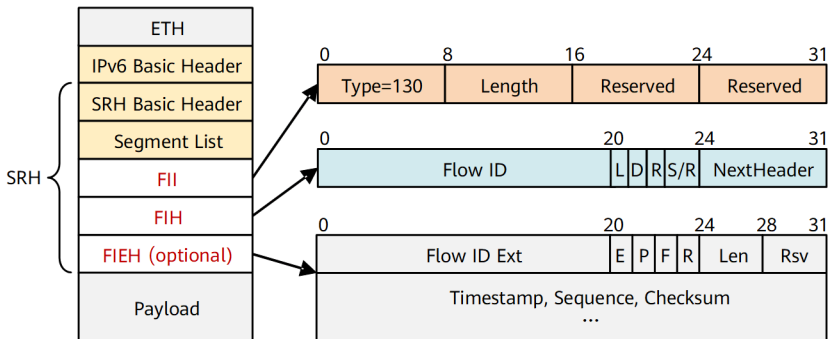 ETH
IPv6 Basic Header
SRH Basic Header
Segment List
SRH
FII
FIH
FIEH (optional)
Payload
0 8 16 24 31
Type=130 Length Reserved Reserved
0 20 24 31
Flow ID L D R S/R NextHeader
0 20 24 28 31
Flow ID Ext E P F R Len Rsv
Timestamp, Sequence, Checksum
...